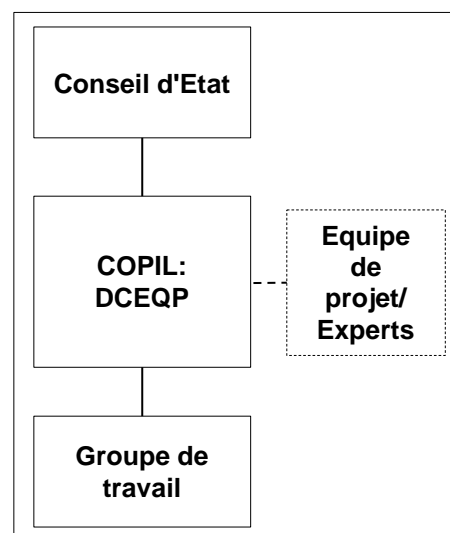 Conseil d'Etat
COPIL:
DCEQP
Equipe
de
projet/
Experts
Groupe de
travail